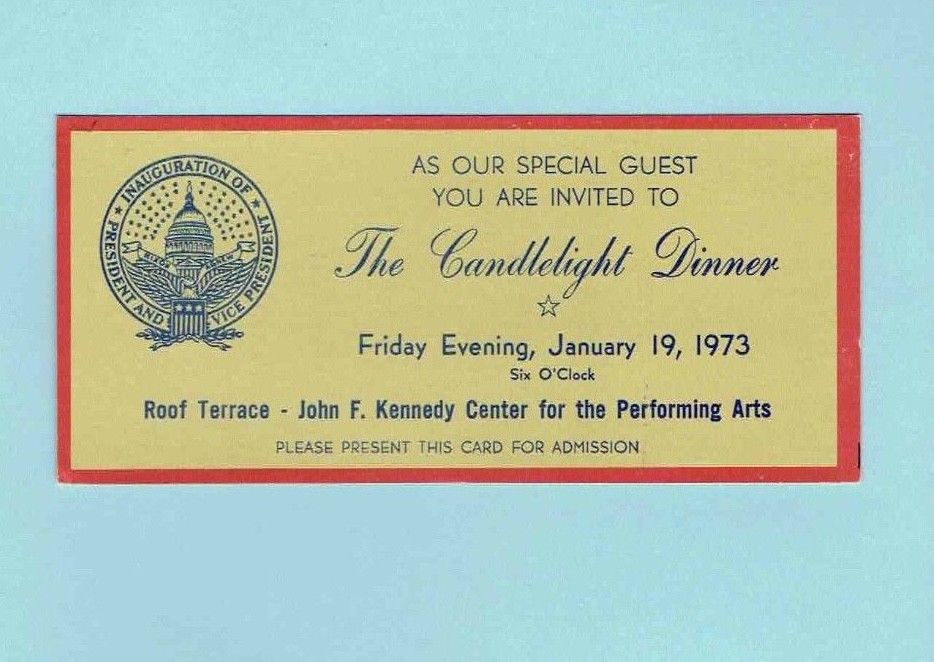 ★ INAUGURATION OF ★
PRESIDENT AND
VICE PRESIDENT
NIXON AGNEW
AS OUR SPECIAL GUEST
YOU ARE INVITED TO
The Candlelight Dinner
Friday Evening, January 19, 1973
Six O'Clock
Roof Terrace - John F. Kennedy Center for the Performing Arts
PLEASE PRESENT THIS CARD FOR ADMISSION